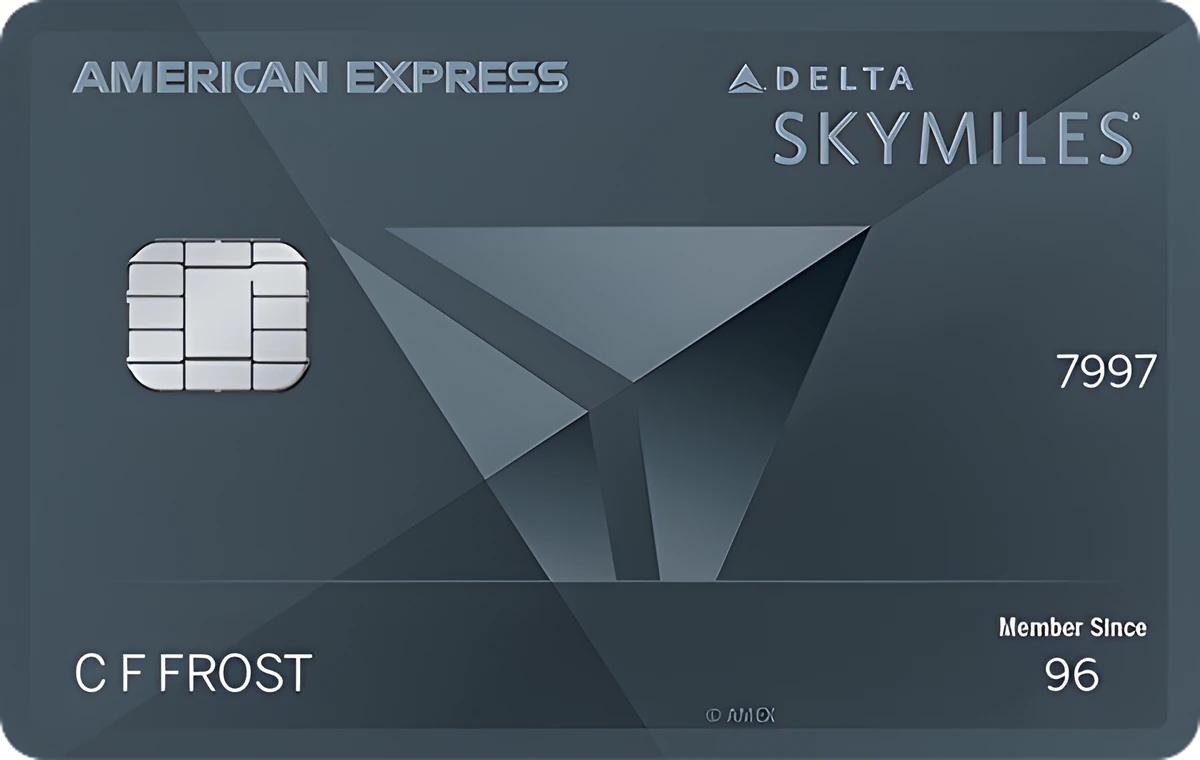 AMERICAN EXPRESS
DELTA
SKYMILES
7997
Member Since
96
C F FROST